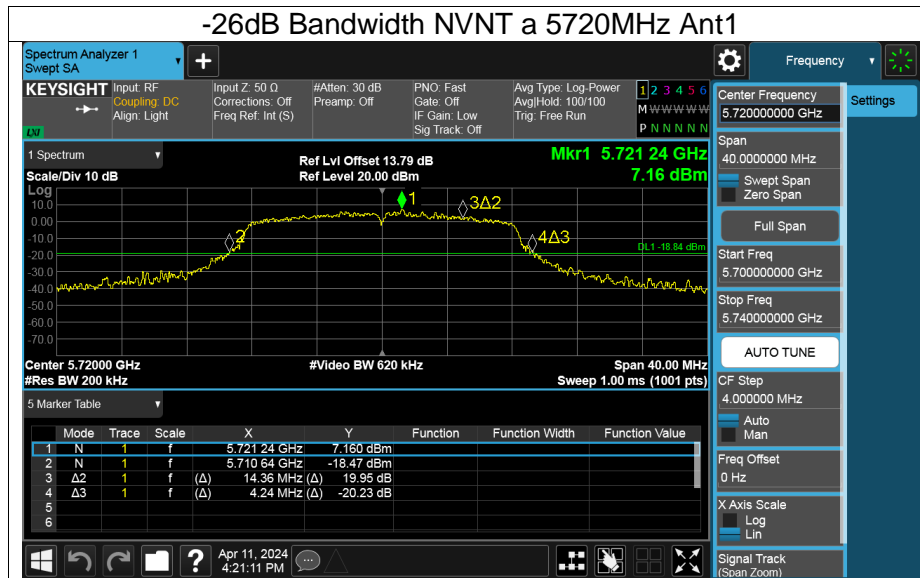 -26dB Bandwidth NVNT a 5720MHz Ant1
Spectrum Analyzer 1
Swept SA
+
Frequency
KEYSIGHT
Input: RF
Coupling: DC
Align: Light
Input Z: 50 Ω
Corrections: Off
Freq Ref: Int (S)
#Atten: 30 dB
Preamp: Off
PNO: Fast
Gate: Off
IF Gain: Low
Sig Track: Off
Avg Type: Log-Power
Avg|Hold: 100/100
Trig: Free Run
1 2 3 4 5 6
M W W W W W
P N N N N N
LXI
1 Spectrum
Scale/Div 10 dB
Ref Lvl Offset 13.79 dB
Ref Level 20.00 dBm
Mkr1 5.721 24 GHz
7.16 dBm
Log
10.0
0.00
-10.0
-20.0
-30.0
-40.0
-50.0
-60.0
-70.0
1
2
3Δ2
4Δ3
DL1 -18.84 dBm
Center 5.72000 GHz
#Res BW 200 kHz
#Video BW 620 kHz
Span 40.00 MHz
Sweep 1.00 ms (1001 pts)
5 Marker Table
Mode Trace Scale X Y Function Function Width Function Value
1 N 1 f 5.721 24 GHz 7.160 dBm
2 N 1 f 5.710 64 GHz -18.47 dBm
3 Δ2 1 f (Δ) 14.36 MHz (Δ) 19.95 dB
4 Δ3 1 f (Δ) 4.24 MHz (Δ) -20.23 dB
5
6
?
Apr 11, 2024
4:21:11 PM
Center Frequency
5.720000000 GHz
Settings
Span
40.0000000 MHz
Swept Span
Zero Span
Full Span
Start Freq
5.700000000 GHz
Stop Freq
5.740000000 GHz
AUTO TUNE
CF Step
4.000000 MHz
Auto
Man
Freq Offset
0 Hz
X Axis Scale
Log
Lin
Signal Track
(Span Zoom)